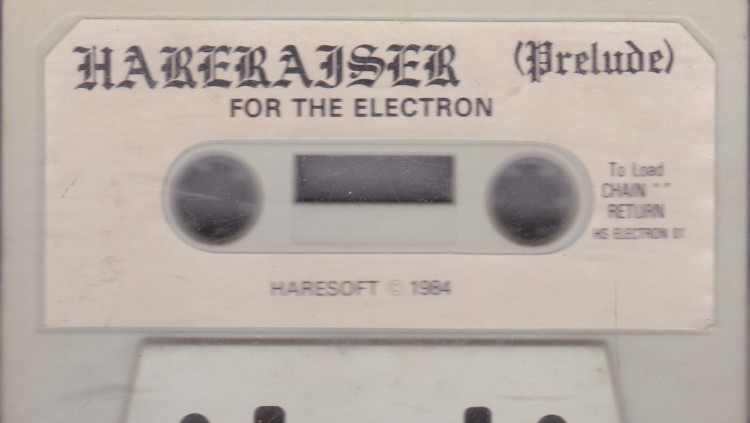 HARERAISER (Prelude)
FOR THE ELECTRON
To Load
CHAIN " "
RETURN
HS ELECTRON 01
HARESOFT © 1984